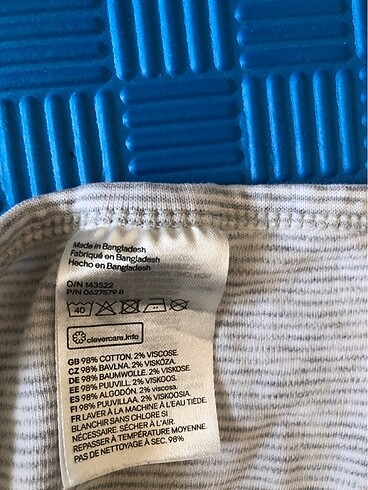 Made in Bangladesh
Fabriqué en Bangladesh
Hecho en Bangladesh
O/N 143522
P/N 0627579 6
40
clevercare.info
GB 98% COTTON. 2% VISCOSE.
CZ 98% BAVLNA. 2% VISKÓZA.
DE 98% BAUMWOLLE. 2% VISKOSE.
EE 98% PUUVILL. 2% VISKOOS.
ES 98% ALGODÓN. 2% viscosa.
FI 98% PUUVILLAA. 2% VISKOOSIA.
FR LAVER À LA MACHINE À L'EAU TIÈDE.
BLANCHIR SANS CHLORE SI
NÉCESSAIRE. SÉCHER À L'AIR.
REPASSER À TEMPÉRATURE MOYENNE
PAS DE NETTOYAGE À SEC. 98%